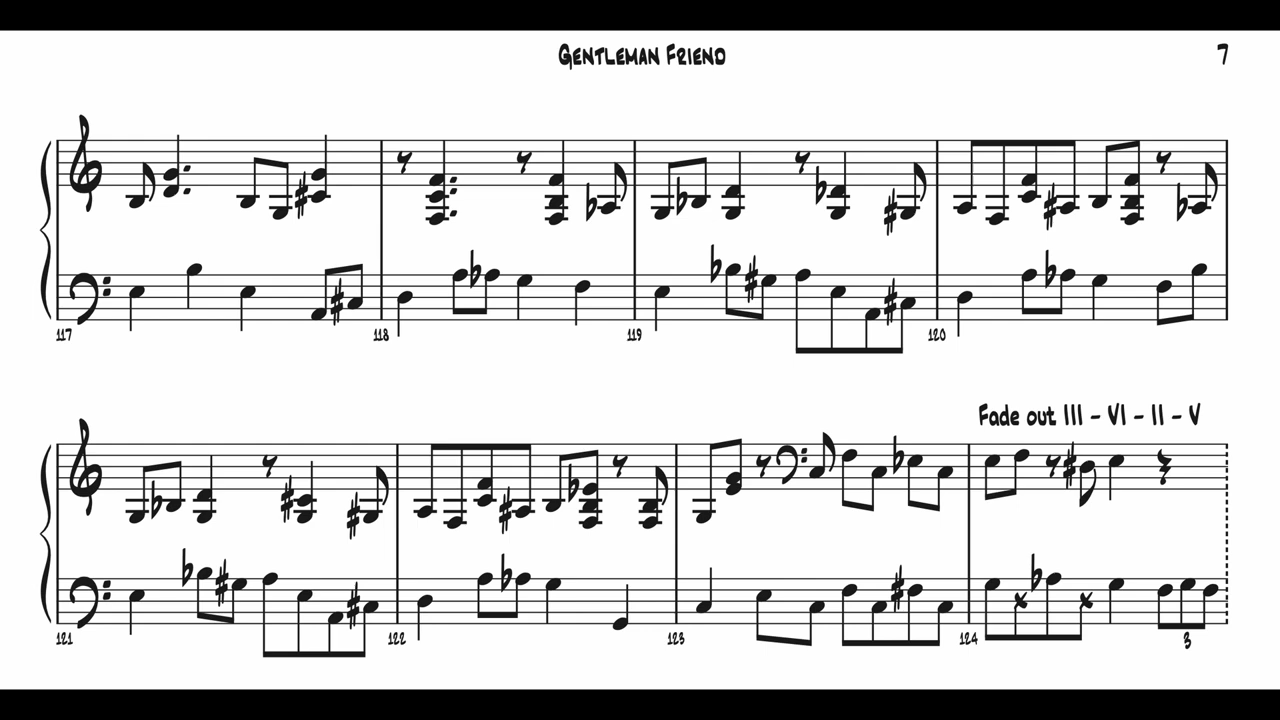 Gentleman Friend
7
117 118 119 120
Fade out III - VI - II - V
121 122 123 124
3